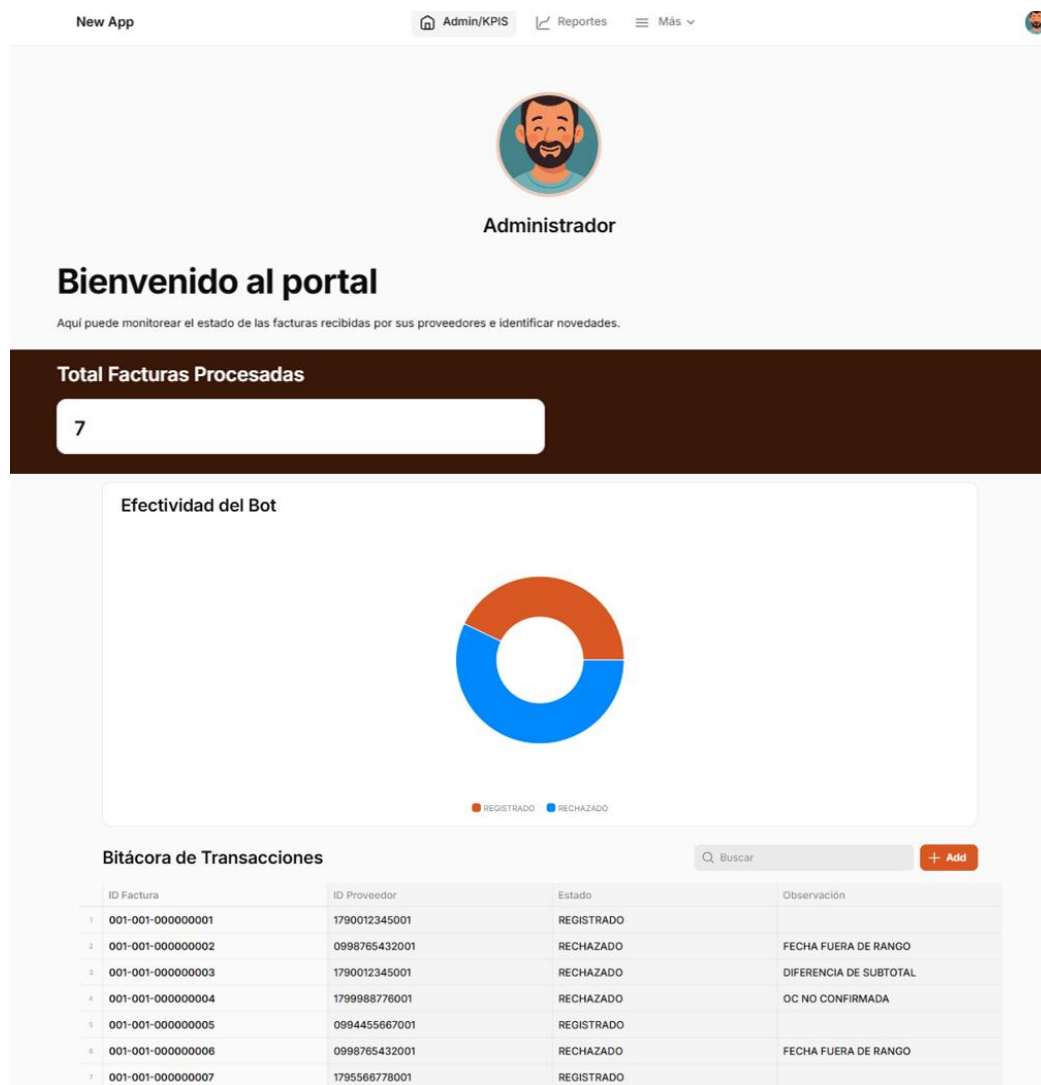 New App Admin/KPIS Reportes Más
Administrador
Bienvenido al portal
Aquí puede monitorear el estado de las facturas recibidas por sus proveedores e identificar novedades.
Total Facturas Procesadas
7
Efectividad del Bot
REGISTRADO RECHAZADO
Bitácora de Transacciones Buscar + Add
ID Factura ID Proveedor Estado Observación
1 001-001-000000001 1790012345001 REGISTRADO
2 001-001-000000002 0998765432001 RECHAZADO FECHA FUERA DE RANGO
3 001-001-000000003 1790012345001 RECHAZADO DIFERENCIA DE SUBTOTAL
4 001-001-000000004 1799988776001 RECHAZADO OC NO CONFIRMADA
5 001-001-000000005 0994455667001 REGISTRADO
6 001-001-000000006 0998765432001 RECHAZADO FECHA FUERA DE RANGO
7 001-001-000000007 1795566778001 REGISTRADO